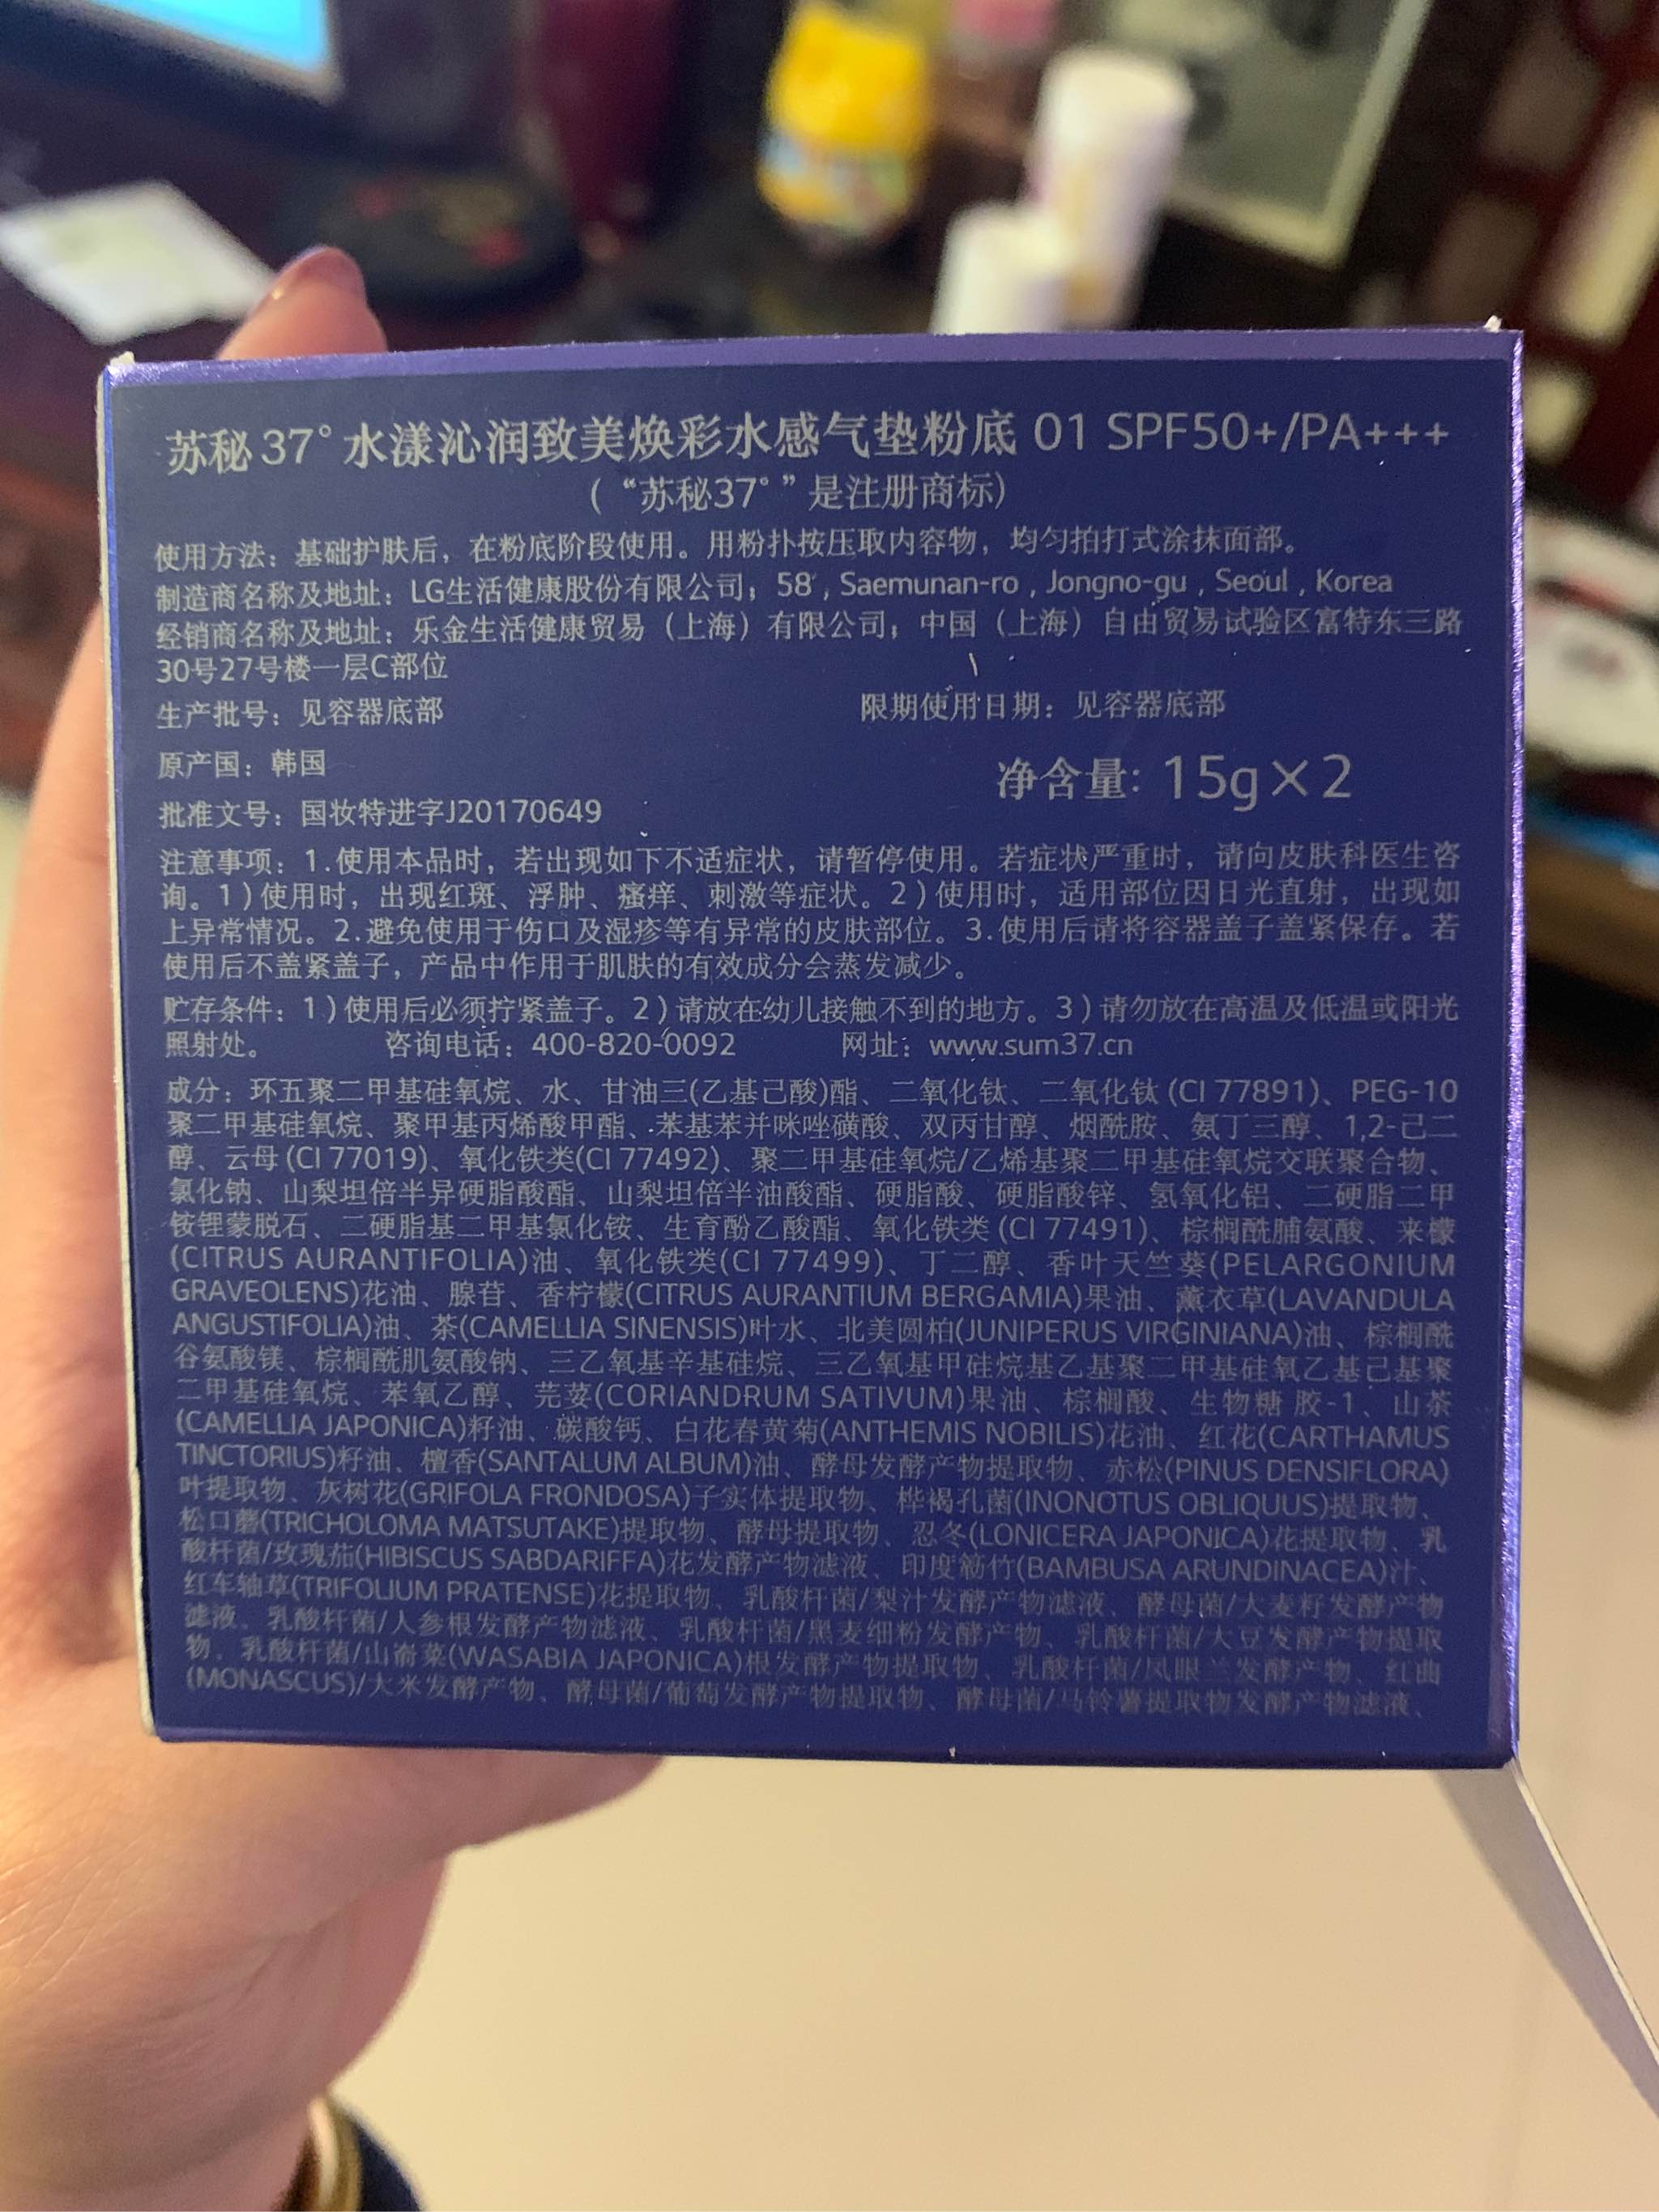 苏秘37°水漾沁润致美焕彩水感气垫粉底 01 SPF50+/PA+++
(“苏秘37°”是注册商标)
使用方法：基础护肤后，在粉底阶段使用。用粉扑按压取内容物，均匀拍打式涂抹面部。
制造商名称及地址：LG生活健康股份有限公司；58 , Saemunan-ro , Jongno-gu , Seoul , Korea
经销商名称及地址：乐金生活健康贸易（上海）有限公司；中国（上海）自由贸易试验区富特东三路
30号27号楼一层C部位
生产批号：见容器底部 限期使用日期：见容器底部
原产国：韩国
净含量: 15g×2
批准文号：国妆特进字J20170649
注意事项：1.使用本品时，若出现如下不适症状，请暂停使用。若症状严重时，请向皮肤科医生咨
询。1)使用时，出现红斑、浮肿、瘙痒、刺激等症状。2)使用时，适用部位因日光直射，出现如
上异常情况。2.避免使用于伤口及湿疹等有异常的皮肤部位。3.使用后请将容器盖子盖紧保存。若
使用后不盖紧盖子，产品中作用于肌肤的有效成分会蒸发减少。
贮存条件：1)使用后必须拧紧盖子。2)请放在幼儿接触不到的地方。3)请勿放在高温及低温或阳光
照射处。 咨询电话：400-820-0092 网址：www.sum37.cn
成分：环五聚二甲基硅氧烷、水、甘油三(乙基己酸)酯、二氧化钛、二氧化钛 (CI 77891)、PEG-10
聚二甲基硅氧烷、聚甲基丙烯酸甲酯、苯基苯并咪唑磺酸、双丙甘醇、烟酰胺、氨丁三醇、1,2-己二
醇、云母(CI 77019)、氧化铁类(CI 77492)、聚二甲基硅氧烷/乙烯基聚二甲基硅氧烷交联聚合物、
氯化钠、山梨坦倍半异硬脂酸酯、山梨坦倍半油酸酯、硬脂酸、硬脂酸锌、氢氧化铝、二硬脂二甲
铵锂蒙脱石、二硬脂基二甲基氯化铵、生育酚乙酸酯、氧化铁类 (CI 77491)、棕榈酰脯氨酸、来檬
(CITRUS AURANTIFOLIA)油、氧化铁类(CI 77499)、丁二醇、香叶天竺葵(PELARGONIUM
GRAVEOLENS)花油、腺苷、香柠檬(CITRUS AURANTIUM BERGAMIA)果油、薰衣草(LAVANDULA
ANGUSTIFOLIA)油、茶(CAMELLIA SINENSIS)叶水、北美圆柏(JUNIPERUS VIRGINIANA)油、棕榈酰
谷氨酸镁、棕榈酰肌氨酸钠、三乙氧基辛基硅烷、三乙氧基甲硅烷基乙基聚二甲基硅氧乙基己基聚
二甲基硅氧烷、苯氧乙醇、芫荽(CORIANDRUM SATIVUM)果油、棕榈酸、生物糖 胶-1、山茶
(CAMELLIA JAPONICA)籽油、碳酸钙、白花春黄菊(ANTHEMIS NOBILIS)花油、红花(CARTHAMUS
TINCTORIUS)籽油、檀香(SANTALUM ALBUM)油、酵母发酵产物提取物、赤松(PINUS DENSIFLORA)
叶提取物、灰树花(GRIFOLA FRONDOSA)子实体提取物、桦褐孔菌(INONOTUS OBLIQUUS)提取物、
松口蘑(TRICHOLOMA MATSUTAKE)提取物、酵母提取物、忍冬(LONICERA JAPONICA)花提取物、乳
酸杆菌/玫瑰茄(HIBISCUS SABDARIFFA)花发酵产物滤液、印度簕竹(BAMBUSA ARUNDINACEA)汁、
红车轴草(TRIFOLIUM PRATENSE)花提取物、乳酸杆菌/梨汁发酵产物滤液、酵母菌/大麦籽发酵产物
滤液、乳酸杆菌/人参根发酵产物滤液、乳酸杆菌/黑麦细粉发酵产物、乳酸杆菌/大豆发酵产物提取
物、乳酸杆菌/山嵛菜(WASABIA JAPONICA)根发酵产物提取物、乳酸杆菌/凤眼兰发酵产物、红曲
(MONASCUS)/大米发酵产物、酵母菌/葡萄发酵产物提取物、酵母菌/马铃薯提取物发酵产物滤液、